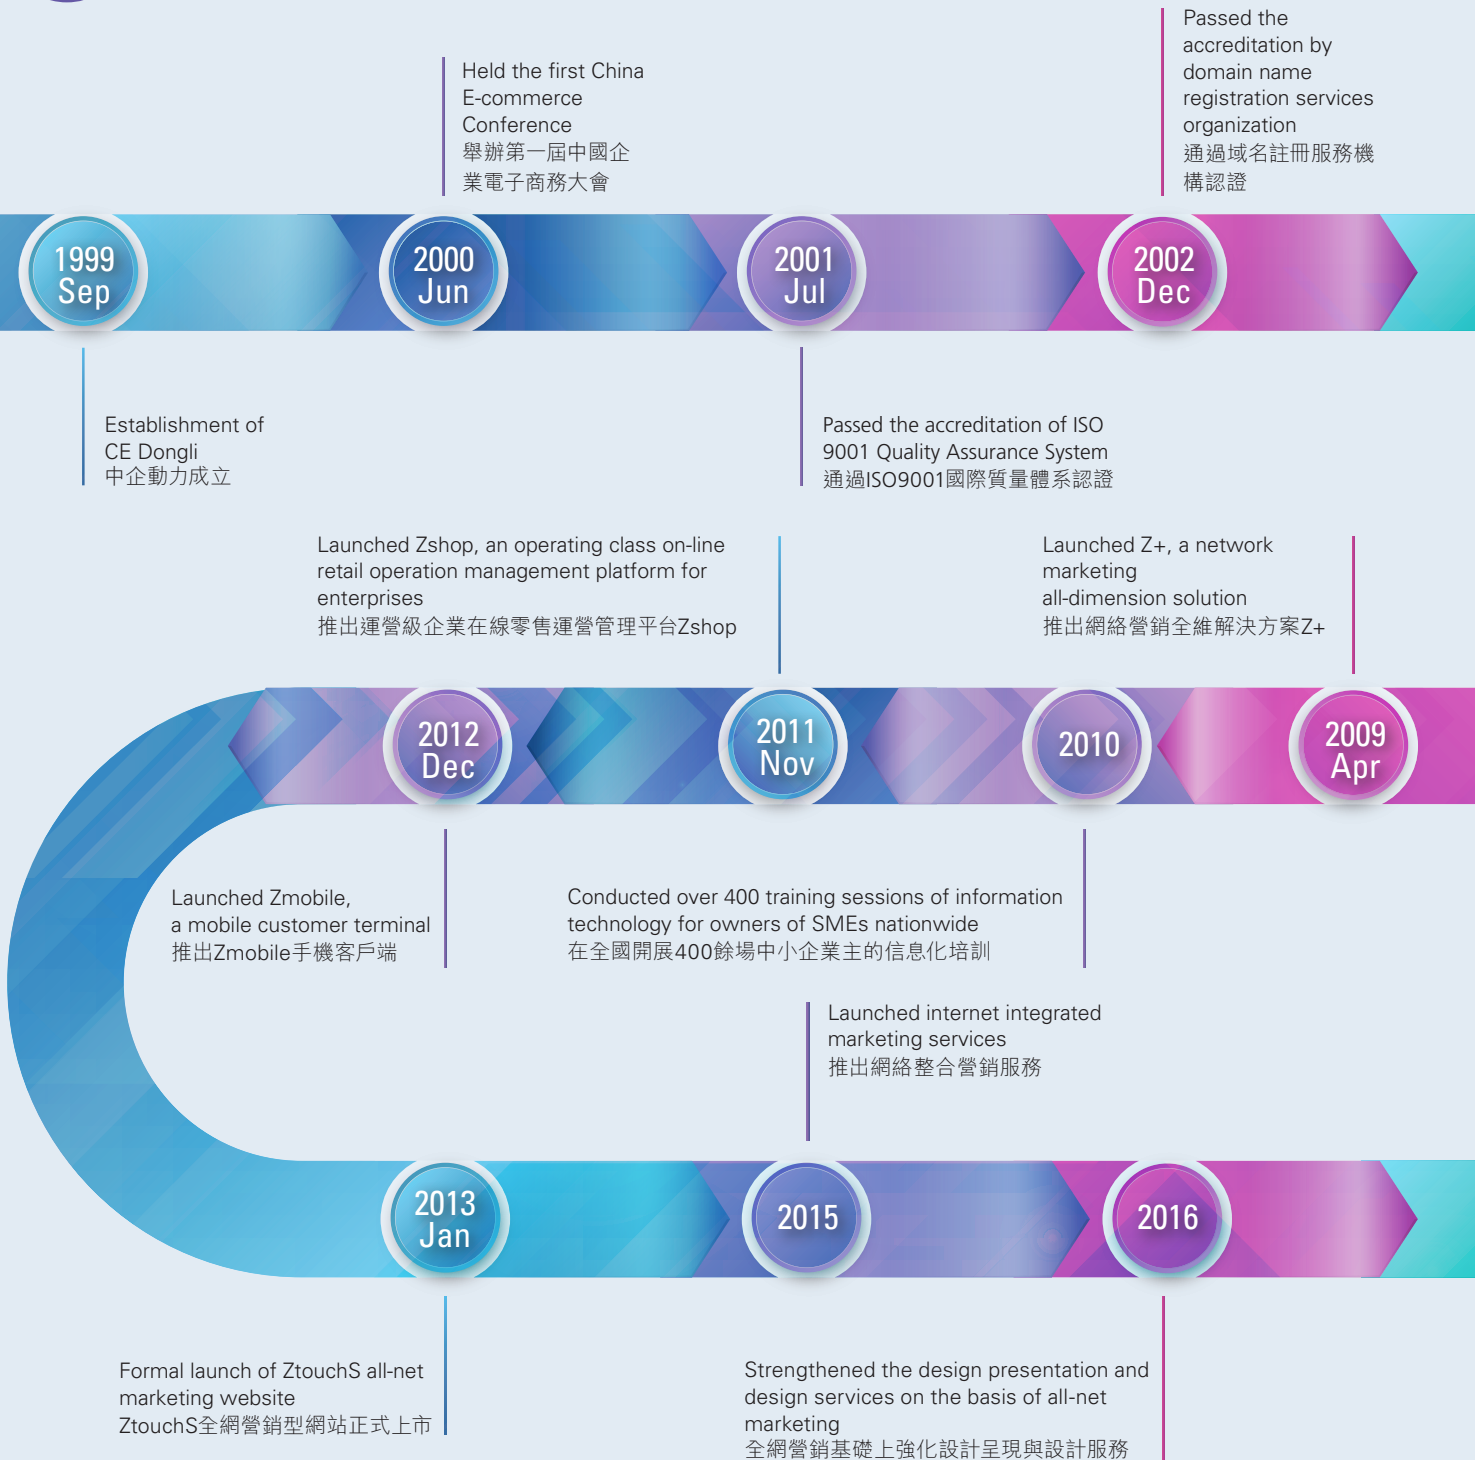 1999
Sep
Establishment of
CE Dongli
中企動力成立
2000
Jun
Held the first China
E-commerce
Conference
舉辦第一屆中國企
業電子商務大會
2001
Jul
Passed the accreditation of ISO
9001 Quality Assurance System
通過ISO9001國際質量體系認證
2002
Dec
Passed the
accreditation by
domain name
registration services
organization
通過域名註冊服務機
構認證
2009
Apr
Launched Z+, a network
marketing
all-dimension solution
推出網絡營銷全維解決方案Z+
2010
Conducted over 400 training sessions of information
technology for owners of SMEs nationwide
在全國開展400餘場中小企業主的信息化培訓
2011
Nov
Launched Zshop, an operating class on-line
retail operation management platform for
enterprises
推出運營級企業在線零售運營管理平台Zshop
2012
Dec
Launched Zmobile,
a mobile customer terminal
推出Zmobile手機客戶端
2013
Jan
Formal launch of ZtouchS all-net
marketing website
ZtouchS全網營銷型網站正式上市
2015
Launched internet integrated
marketing services
推出網絡整合營銷服務
2016
Strengthened the design presentation and
design services on the basis of all-net
marketing
全網營銷基礎上強化設計呈現與設計服務